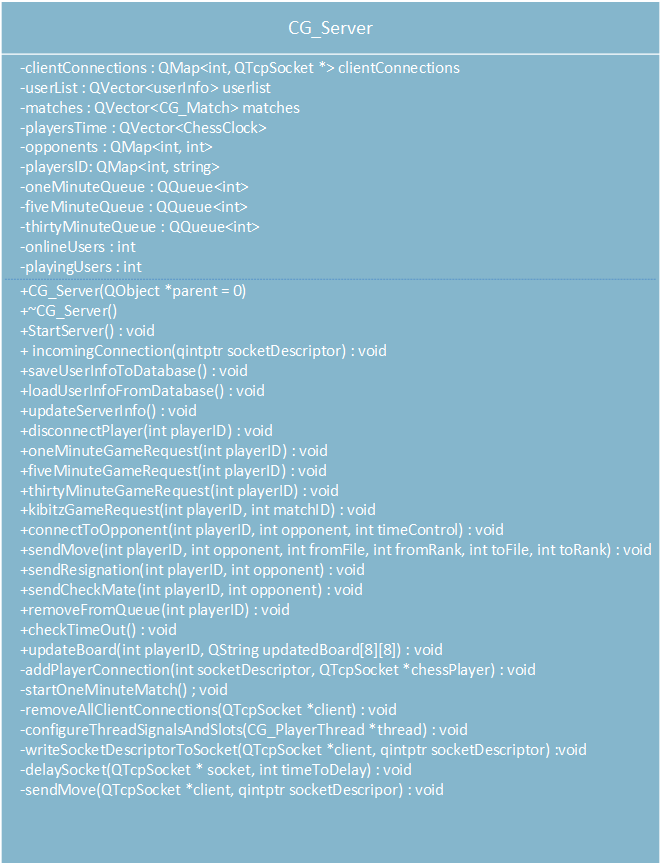 CG_Server
-clientConnections : QMap<int, QTcpSocket *> clientConnections
-userList : QVector<userInfo> userlist
-matches : QVector<CG_Match> matches
-playersTime : QVector<ChessClock>
-opponents : QMap<int, int>
-playersID: QMap<int, string>
-oneMinuteQueue : QQueue<int>
-fiveMinuteQueue : QQueue<int>
-thirtyMinuteQueue : QQueue<int>
-onlineUsers : int
-playingUsers : int
+CG_Server(QObject *parent = 0)
+~CG_Server()
+StartServer() : void
+ incomingConnection(qintptr socketDescriptor) : void
+saveUserInfoToDatabase() : void
+loadUserInfoFromDatabase() : void
+updateServerInfo() : void
+disconnectPlayer(int playerID) : void
+oneMinuteGameRequest(int playerID) : void
+fiveMinuteGameRequest(int playerID) : void
+thirtyMinuteGameRequest(int playerID) : void
+kibitzGameRequest(int playerID, int matchID) : void
+connectToOpponent(int playerID, int opponent, int timeControl) : void
+sendMove(int playerID, int opponent, int fromFile, int fromRank, int toFile, int toRank) : void
+sendResignation(int playerID, int opponent) : void
+sendCheckMate(int playerID, int opponent) : void
+removeFromQueue(int playerID) : void
+checkTimeOut() : void
+updateBoard(int playerID, QString updatedBoard[8][8]) : void
-addPlayerConnection(int socketDescriptor, QTcpSocket *chessPlayer) : void
-startOneMinuteMatch() ; void
-removeAllClientConnections(QTcpSocket *client) : void
-configureThreadSignalsAndSlots(CG_PlayerThread *thread) : void
-writeSocketDescriptorToSocket(QTcpSocket *client, qintptr socketDescriptor) :void
-delaySocket(QTcpSocket * socket, int timeToDelay) : void
-sendMove(QTcpSocket *client, qintptr socketDescripor) : void